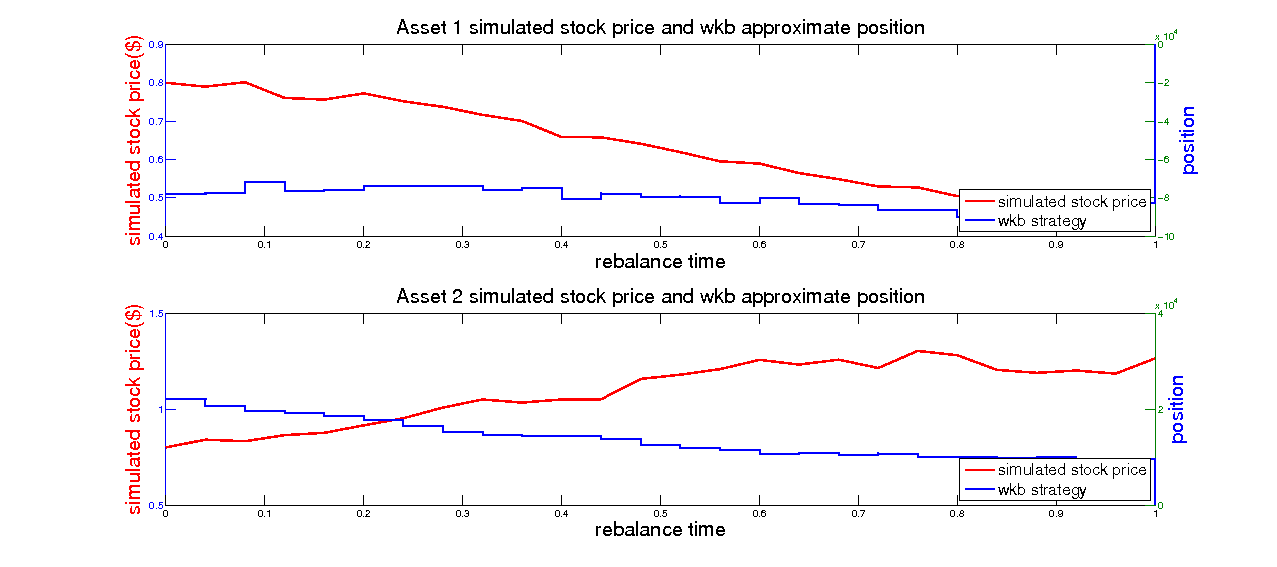 Asset 1 simulated stock price and wkb approximate position
x 10^4
simulated stock price($)
0.9
0.8
0.7
0.6
0.5
0.4
0
−2
−4
−6
−8
−10
position
simulated stock price
wkb strategy
0 0.1 0.2 0.3 0.4 0.5 0.6 0.7 0.8 0.9 1
rebalance time
Asset 2 simulated stock price and wkb approximate position
x 10^4
simulated stock price($)
1.5
1
0.5
4
2
0
position
simulated stock price
wkb strategy
0 0.1 0.2 0.3 0.4 0.5 0.6 0.7 0.8 0.9 1
rebalance time